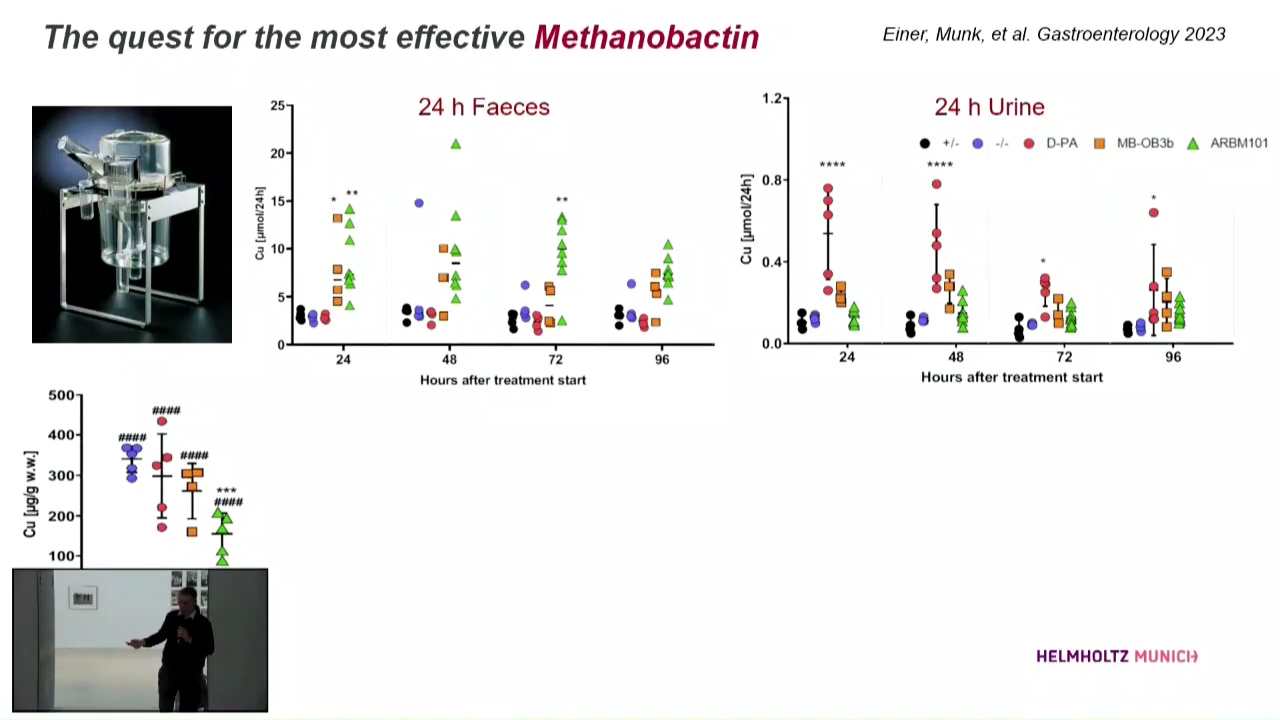 The quest for the most effective Methanobactin
Einer, Munk, et al. Gastroenterology 2023
24 h Faeces
25
20
15
10
5
0
Cu [µmol/24h]
* **
**
24 48 72 96
Hours after treatment start
24 h Urine
+/- -/- D-PA MB-OB3b ARBM101
1.2
0.8
0.4
0.0
Cu [µmol/24h]
**** **** * *
24 48 72 96
Hours after treatment start
500
400
300
200
100
Cu [µg/g w.w.]
####
####
####
***
####
HELMHOLTZ MUNICH